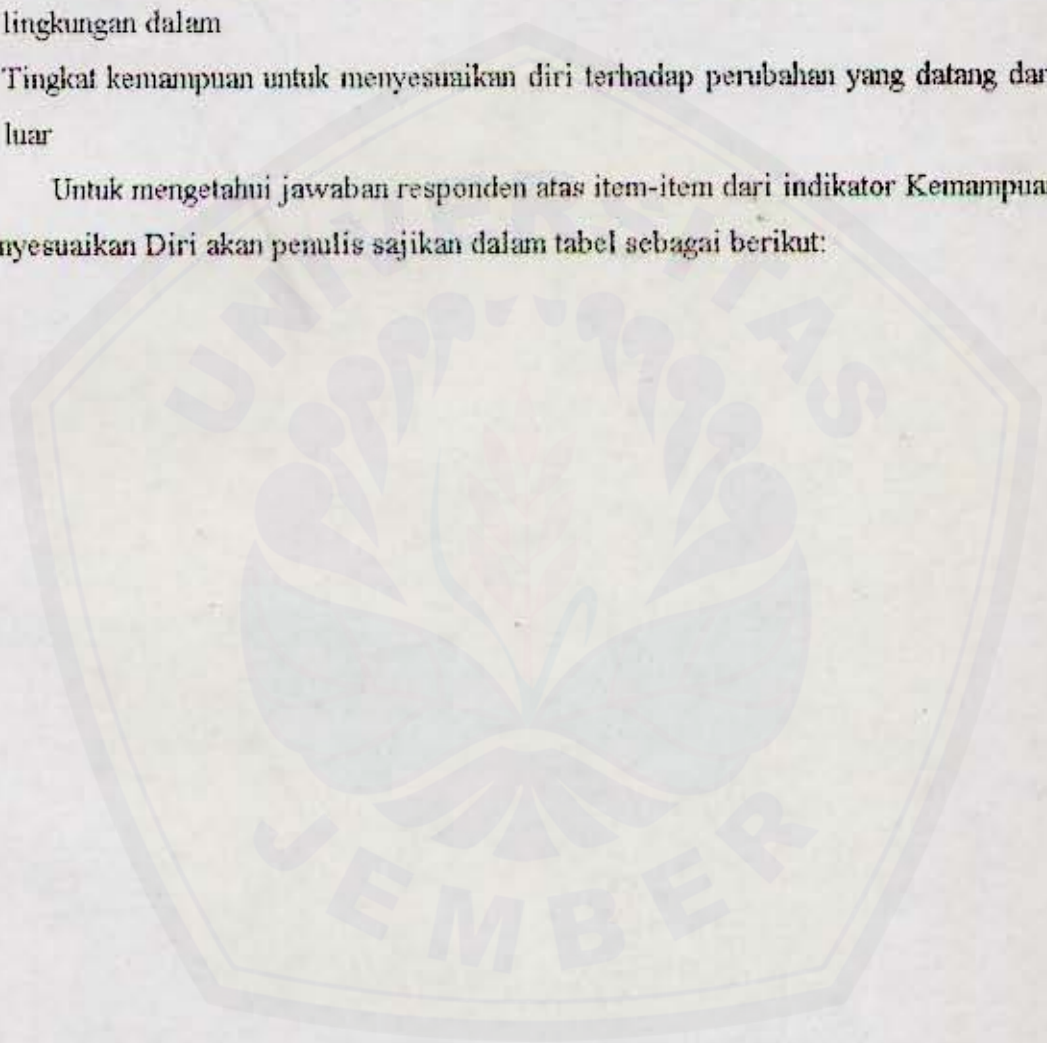 lingkungan dalam
Tingkat kemampuan untuk menyesuaikan diri terhadap perubahan yang datang dar
luar
Untuk mengetahui jawaban responden atas item-item dari indikator Kemampua
nyesuaikan Diri akan penulis sajikan dalam tabel sebagai berikut:
UNIVERSITAS
JEMBER